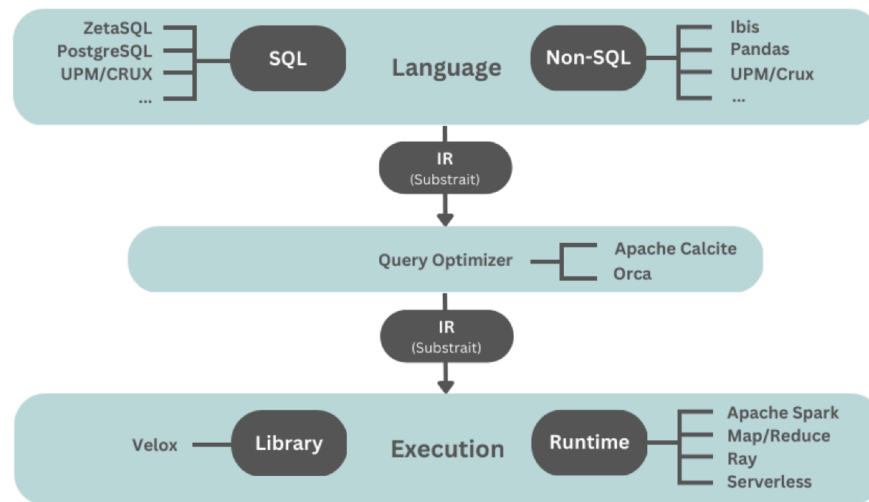 ZetaSQL
PostgreSQL
UPM/CRUX
...
SQL
Language
Non-SQL
Ibis
Pandas
UPM/Crux
...
IR
(Substrait)
Query Optimizer
Apache Calcite
Orca
IR
(Substrait)
Velox
Library
Execution
Runtime
Apache Spark
Map/Reduce
Ray
Serverless